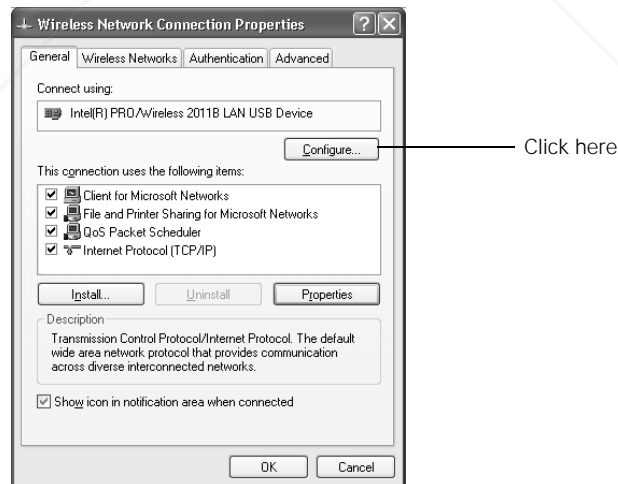 Wireless Network Connection Properties
General Wireless Networks Authentication Advanced
Connect using:
Intel(R) PRO/Wireless 2011B LAN USB Device
Configure...
Click here
This connection uses the following items:
Client for Microsoft Networks
File and Printer Sharing for Microsoft Networks
QoS Packet Scheduler
Internet Protocol (TCP/IP)
Install... Uninstall Properties
Description
Transmission Control Protocol/Internet Protocol. The default
wide area network protocol that provides communication
across diverse interconnected networks.
Show icon in notification area when connected
OK Cancel